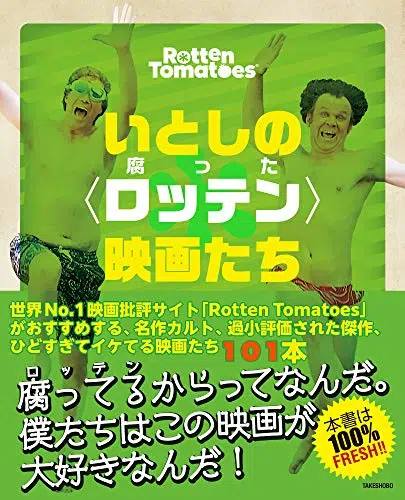 Rotten
Tomatoes
いとしの
腐った
〈ロッテン〉
映画たち
世界No.1映画批評サイト「Rotten Tomatoes」
がおすすめする、名作カルト、過小評価された傑作、
ひどすぎてイケてる映画たち101本
ロッテン
腐ってるからってなんだ。
僕たちはこの映画が
大好きなんだ!
本書は
100%
FRESH!!
TAKESHOBO